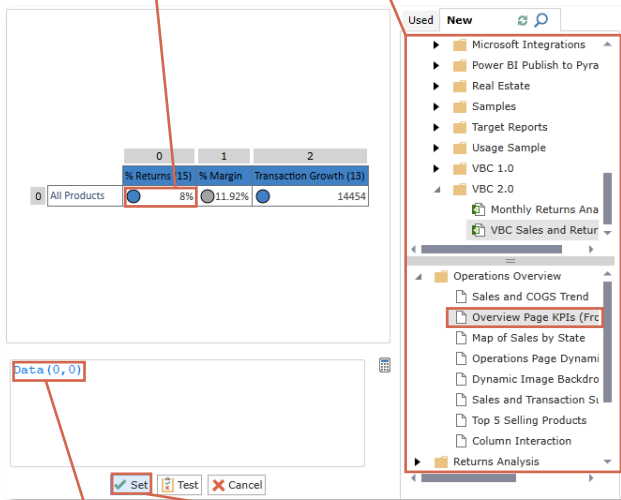 Used New
Microsoft Integrations
Power BI Publish to Pyra
Real Estate
Samples
Target Reports
Usage Sample
VBC 1.0
VBC 2.0
Monthly Returns Ana
VBC Sales and Retur
0 1 2
% Returns (15) % Margin Transaction Growth (13)
0 All Products 8% 11.92% 14454
Operations Overview
Sales and COGS Trend
Overview Page KPIs (Fro
Map of Sales by State
Operations Page Dynami
Dynamic Image Backdro
Sales and Transaction Su
Top 5 Selling Products
Column Interaction
Returns Analysis
Data(0,0)
Set Test Cancel